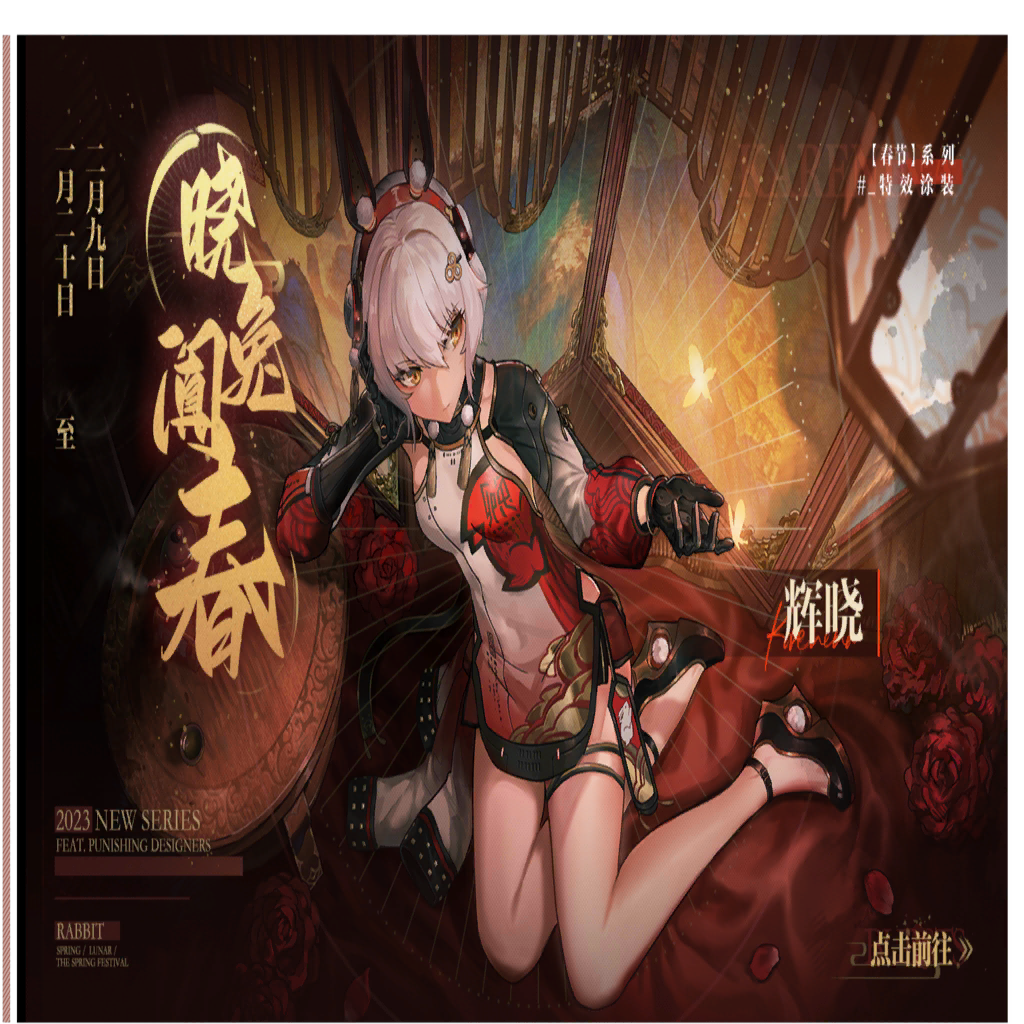 一月二十日 至
二月九日
晓
兔
闹
春
【春节】系列
#_特效涂装
辉晓
2023 NEW SERIES
FEAT. PUNISHING DESIGNERS
RABBIT
SPRING / LUNAR /
THE SPRING FESTIVAL
点击前往